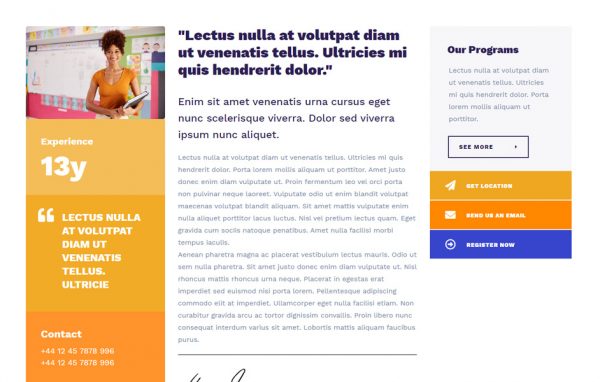 Experience
13y
LECTUS NULLA
AT VOLUTPAT
DIAM UT
VENENATIS
TELLUS.
ULTRICIE
Contact
+44 12 45 7878 996
+44 12 45 7878 996
"Lectus nulla at volutpat diam
ut venenatis tellus. Ultricies mi
quis hendrerit dolor."
Enim sit amet venenatis urna cursus eget
nunc scelerisque viverra. Dolor sed viverra
ipsum nunc aliquet.
Lectus nulla at volutpat diam ut venenatis tellus. Ultricies mi quis
hendrerit dolor. Porta lorem mollis aliquam ut porttitor. Amet justo
donec enim diam vulputate ut. Proin fermentum leo vel orci porta
non pulvinar neque laoreet. Vulputate odio ut enim blandit volutpat
maecenas volutpat blandit aliquam. Sit amet mattis vulputate enim
nulla aliquet porttitor lacus luctus. Nisl vel pretium lectus quam. Eget
gravida cum sociis natoque penatibus. Amet nulla facilisi morbi
tempus iaculis.
Aenean pharetra magna ac placerat vestibulum lectus mauris. Odio ut
sem nulla pharetra. Sit amet justo donec enim diam vulputate ut. Nisl
rhoncus mattis rhoncus urna neque. Placerat in egestas erat
imperdiet sed euismod nisi porta lorem. Pellentesque adipiscing
commodo elit at imperdiet. Ullamcorper eget nulla facilisi etiam. Non
curabitur gravida arcu ac tortor dignissim convallis. Proin libero nunc
consequat interdum varius sit amet. Lobortis mattis aliquam faucibus
purus.
Our Programs
Lectus nulla at volutpat diam ut
venenatis tellus. Ultricies mi
quis hendrerit dolor. Porta
lorem mollis aliquam ut
porttitor.
SEE MORE
GET LOCATION
SEND US AN EMAIL
REGISTER NOW